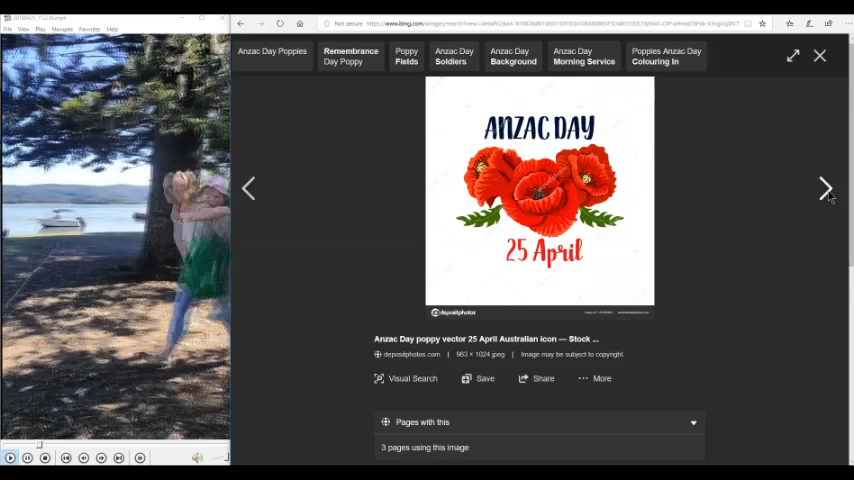 File View Play Navigate Favorites Help
Not secure
Anzac Day Poppies
Remembrance
Day Poppy
Poppy
Fields
Anzac Day
Soldiers
Anzac Day
Background
Anzac Day
Morning Service
Poppies Anzac Day
Colouring In
ANZAC DAY
25 April
depositphotos
Anzac Day poppy vector 25 April Australian icon — Stock ...
depositphotos.com | 963 × 1024 jpeg | Image may be subject to copyright.
Visual Search Save Share ··· More
Pages with this
3 pages using this image